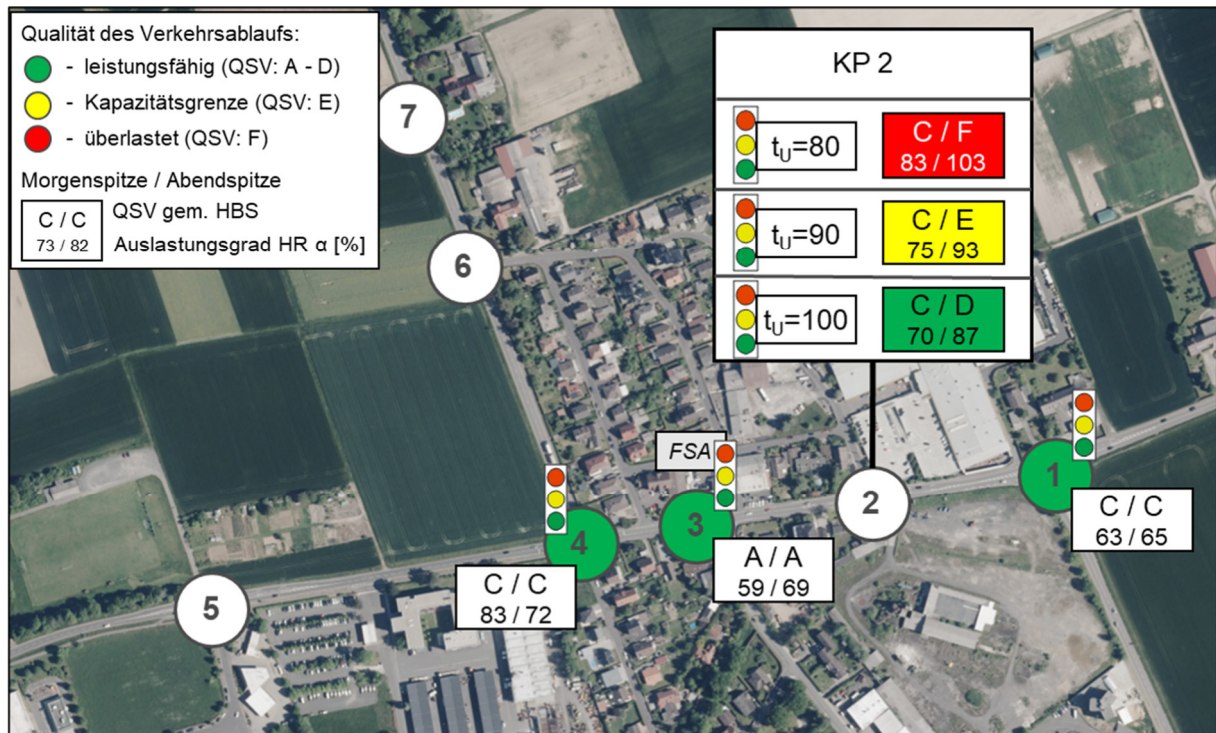 Qualität des Verkehrsablaufs:
- leistungsfähig (QSV: A - D)
- Kapazitätsgrenze (QSV: E)
- überlastet (QSV: F)
Morgenspitze / Abendspitze
C / C QSV gem. HBS
73 / 82 Auslastungsgrad HR α [%]
KP 2
tU=80
C / F
83 / 103
tU=90
C / E
75 / 93
tU=100
C / D
70 / 87
7
6
FSA
1
C / C
63 / 65
2
3
A / A
59 / 69
4
C / C
83 / 72
5